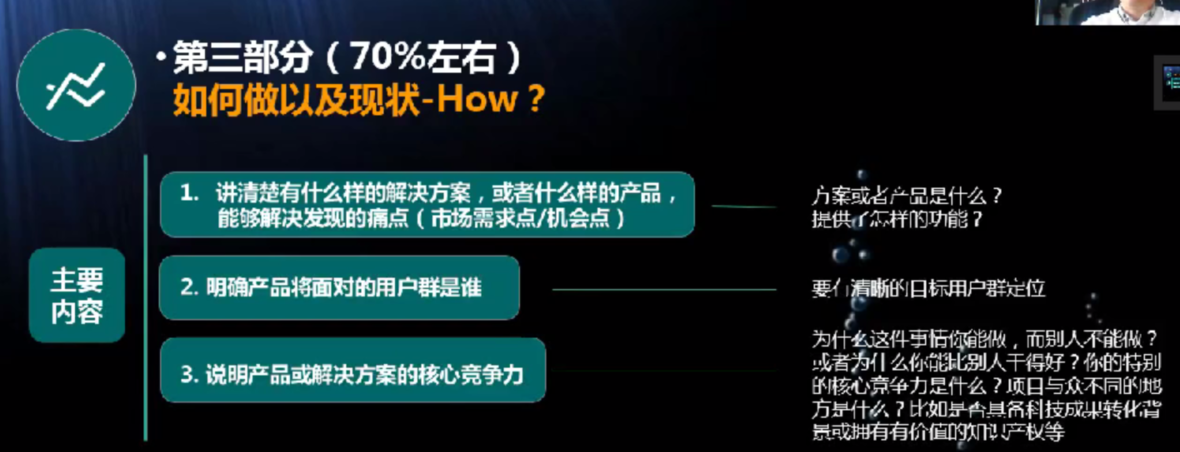 •第三部分（70%左右）
如何做以及现状-How？
主要
内容
1. 讲清楚有什么样的解决方案，或者什么样的产品，
能够解决发现的痛点（市场需求点/机会点）
方案或者产品是什么？
提供了怎样的功能？
2. 明确产品将面对的用户群是谁
要有清晰的目标用户群定位
3. 说明产品或解决方案的核心竞争力
为什么这件事情你能做，而别人不能做？
或者为什么你能比别人干得好？你的特别
的核心竞争力是什么？项目与众不同的地
方是什么？比如是否具备科技成果转化背
景或拥有有价值的知识产权等